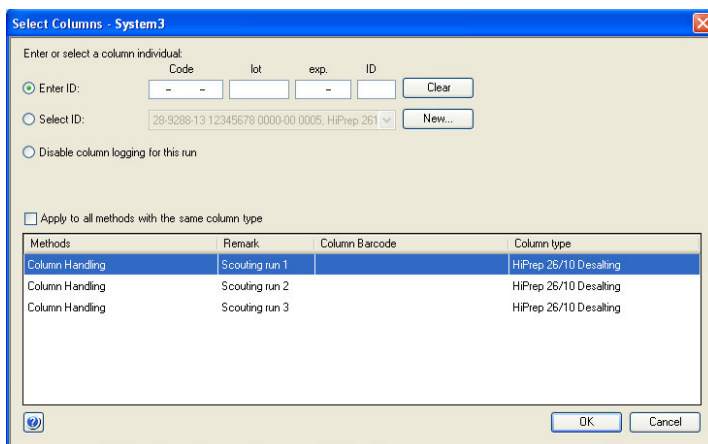 Select Columns - System3
Enter or select a column individual:
Code lot exp. ID
Enter ID: - - - Clear
Select ID: 28-9288-13 12345678 0000-00 0005, HiPrep 261 New...
Disable column logging for this run
Apply to all methods with the same column type
Methods Remark Column Barcode Column type
Column Handling Scouting run 1 HiPrep 26/10 Desalting
Column Handling Scouting run 2 HiPrep 26/10 Desalting
Column Handling Scouting run 3 HiPrep 26/10 Desalting
? OK Cancel